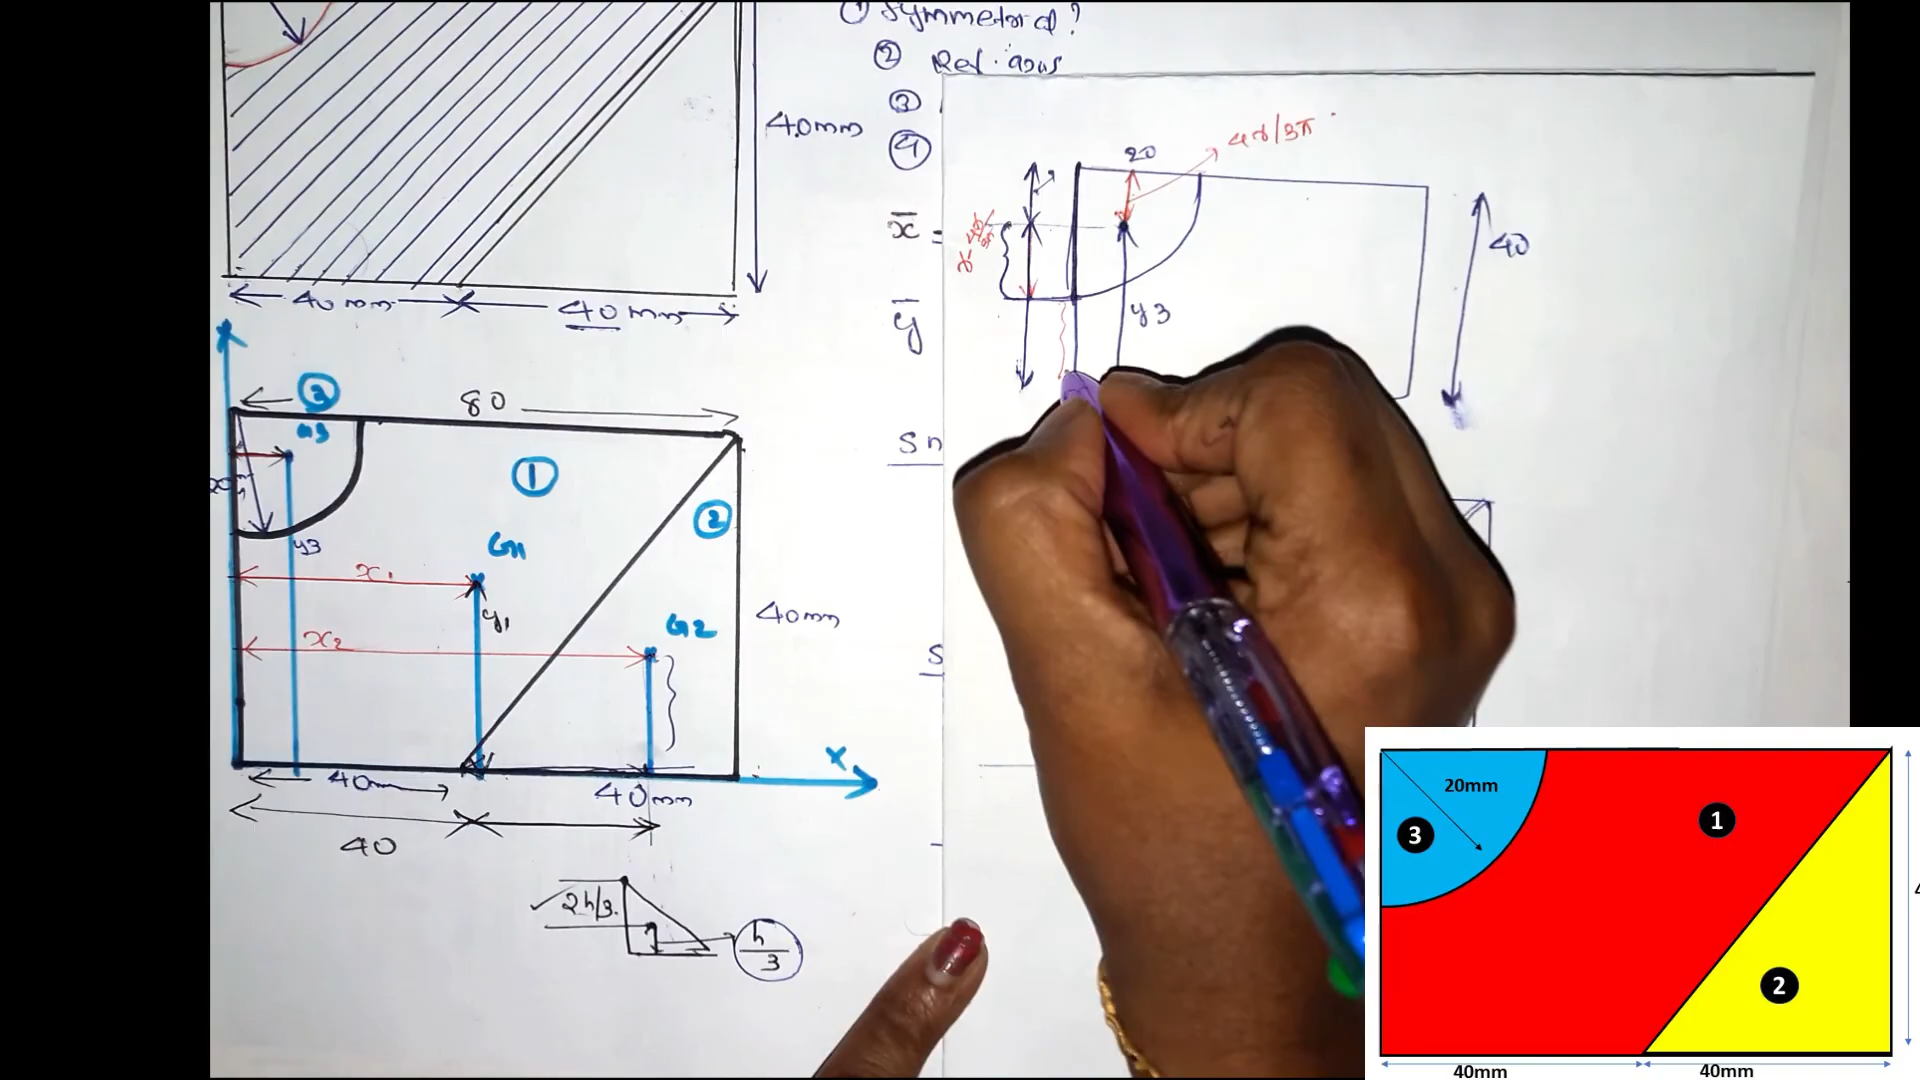 ① Symmetrical?
② Ref. axis
③
④
40mm
40mm
40mm
4r/3π
20
x̄ =
r - 4r/3π
40
ȳ
y3
③
80
G3
①
②
y3
G1
x1
y1
40mm
G2
x2
x
40mm
40mm
40
2h/3
h/3
20mm
3
1
2
40mm
40mm